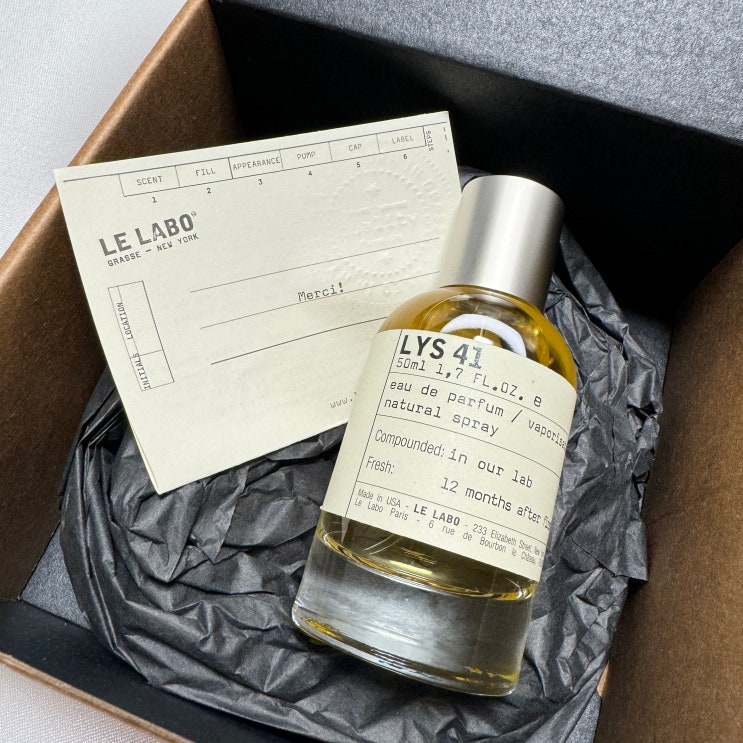 SCENT FILL APPEARANCE PUMP CAP LABEL STEPS
1 2 3 4 5 6
LE LABO®
GRASSE - NEW YORK
Merci!
INITIALS LOCATION
LYS 41
50ml 1,7 FL.OZ. e
eau de parfum /
natural spray
Compounded: in our lab
Fresh: 12 months after
Made in USA - LE LABO - 233 Elizabeth Street, New
Le Labo Paris - 6 rue de Bourbon le Château